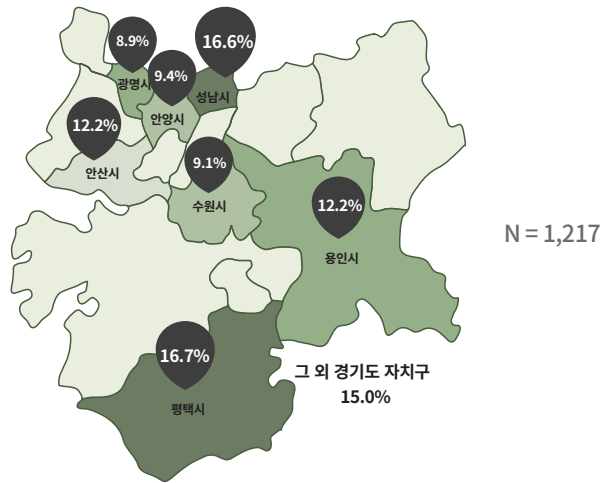 8.9%
광명시
16.6%
성남시
9.4%
안양시
12.2%
안산시
9.1%
수원시
12.2%
용인시
N = 1,217
16.7%
평택시
그 외 경기도 자치구
15.0%